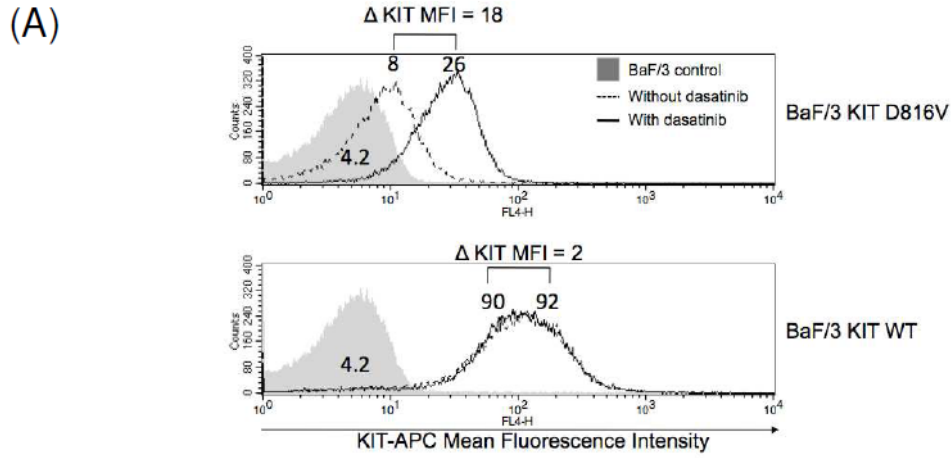 (A)
Δ KIT MFI = 18
8 26
400
320
240
160
80
0
Counts
4.2
BaF/3 control
Without dasatinib
With dasatinib
BaF/3 KIT D816V
10^0 10^1 10^2 10^3 10^4
FL4-H
Δ KIT MFI = 2
90 92
400
320
240
160
80
0
Counts
4.2
BaF/3 KIT WT
10^0 10^1 10^2 10^3 10^4
FL4-H
KIT-APC Mean Fluorescence Intensity